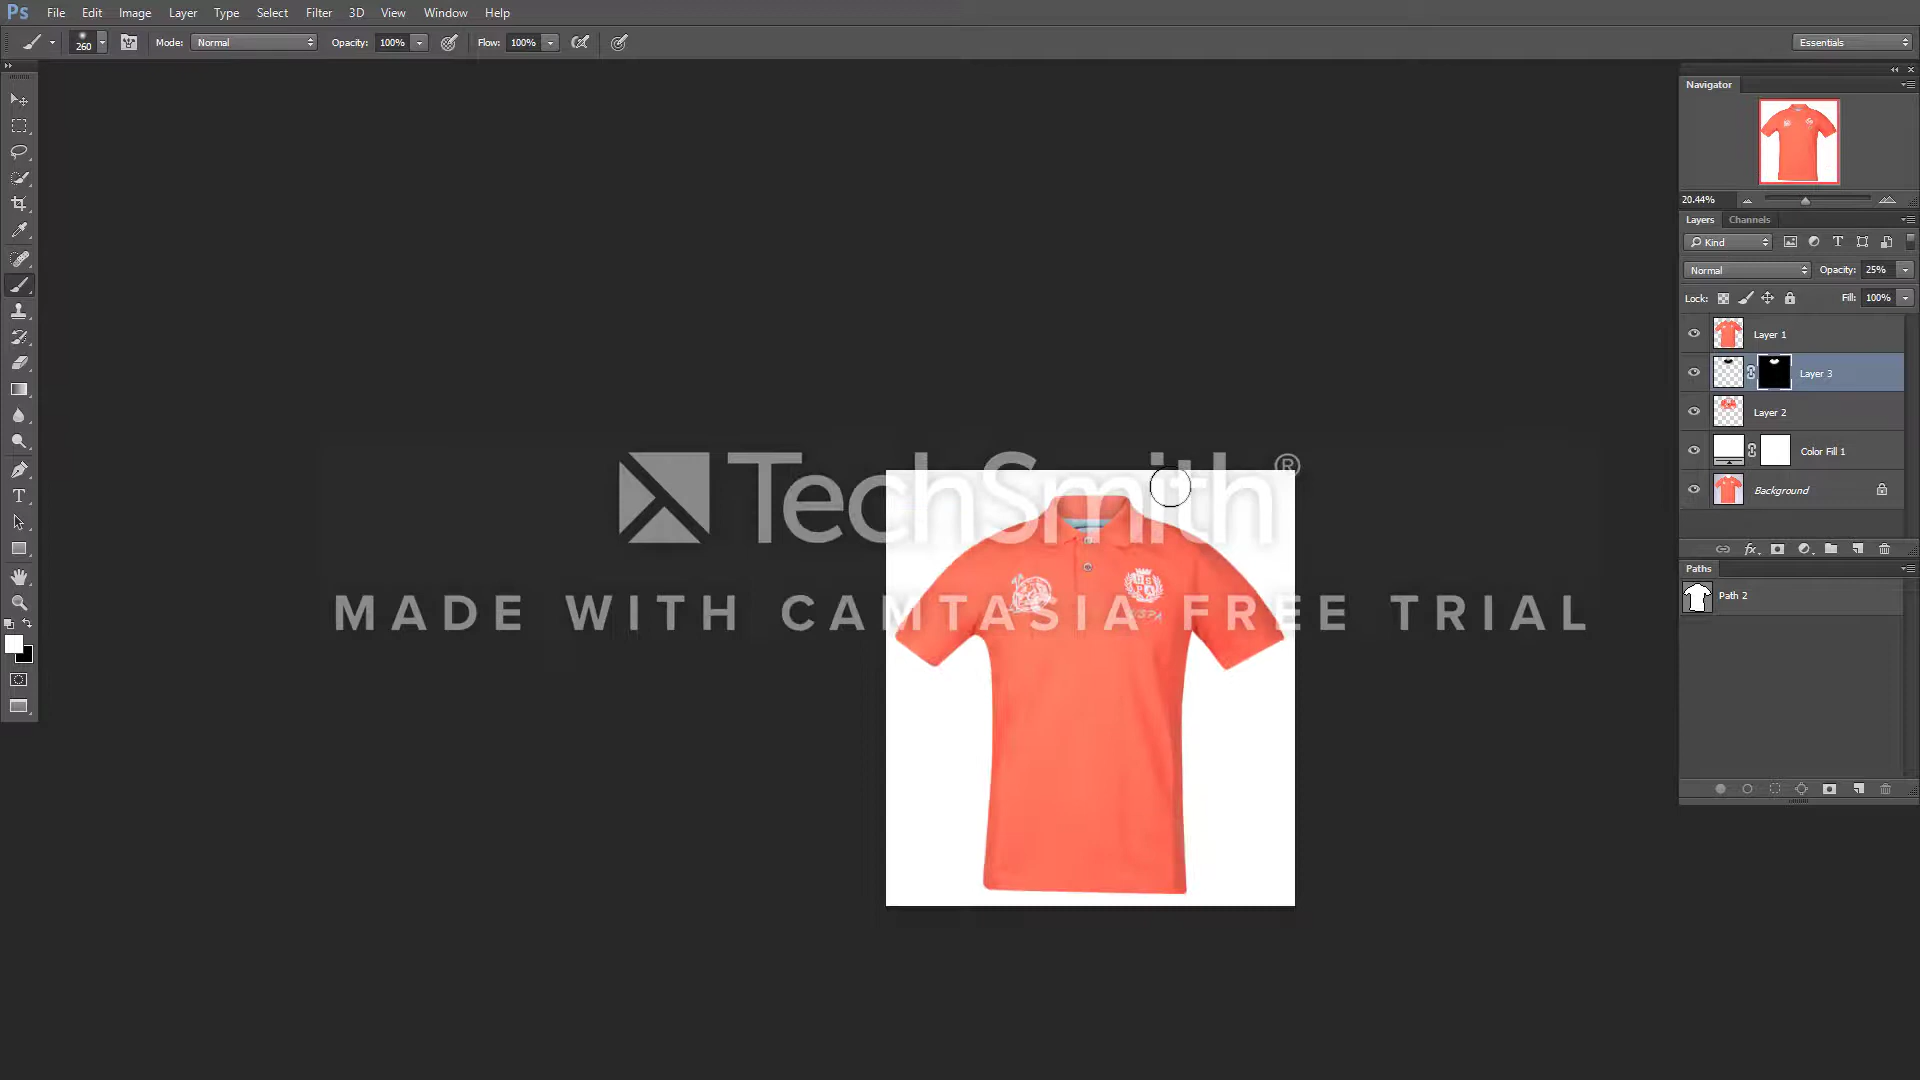 Ps File Edit Image Layer Type Select Filter 3D View Window Help
260 Mode: Normal Opacity: 100% Flow: 100% Essentials
Navigator
20.44%
Layers Channels
Kind T
Normal Opacity: 25%
Lock: Fill: 100%
Layer 1
Layer 3
Layer 2
Color Fill 1
Background
fx
Paths
Path 2
T
TechSmith®
MADE WITH CAMTASIA FREE TRIAL